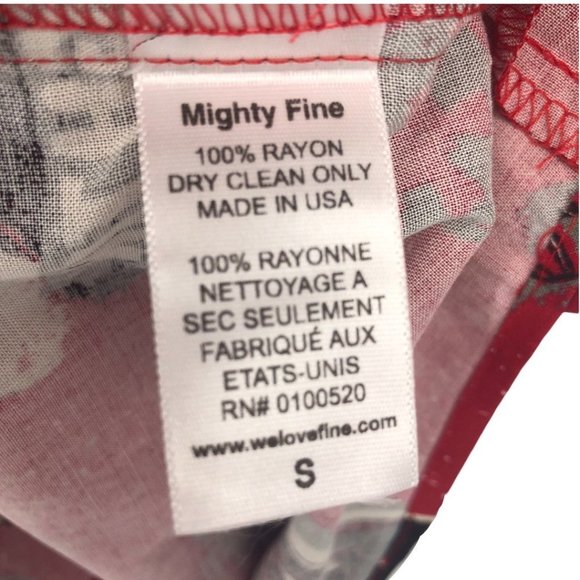 Mighty Fine
100% RAYON
DRY CLEAN ONLY
MADE IN USA
100% RAYONNE
NETTOYAGE A
SEC SEULEMENT
FABRIQUÉ AUX
ETATS-UNIS
RN# 0100520
www.welovefine.com
S